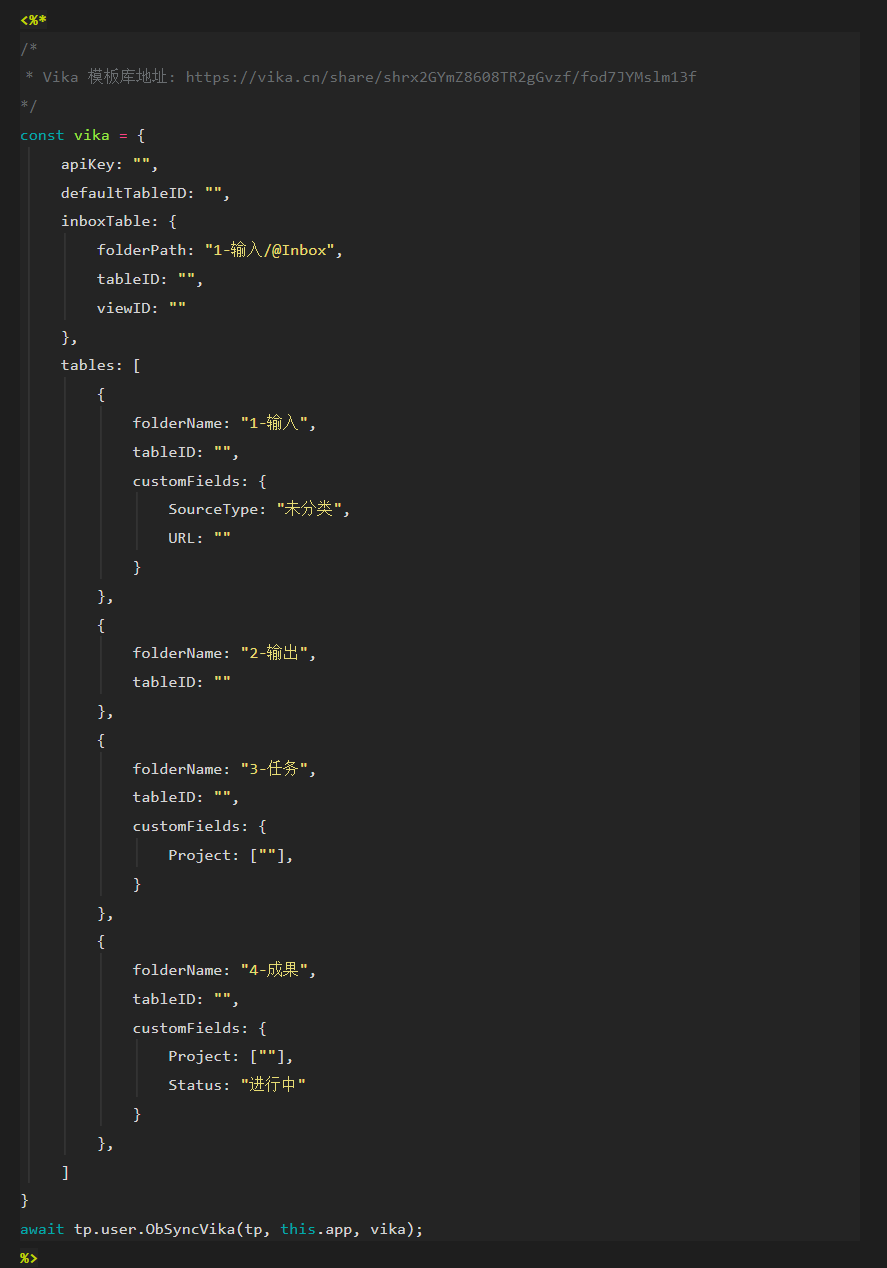 <%*
/*
 * Vika 模板库地址: https://vika.cn/share/shrx2GYmZ8608TR2gGvzf/fod7JYMslm13f
*/
const vika = {
    apiKey: "",
    defaultTableID: "",
    inboxTable: {
        folderPath: "1-输入/@Inbox",
        tableID: "",
        viewID: ""
    },
    tables: [
        {
            folderName: "1-输入",
            tableID: "",
            customFields: {
                SourceType: "未分类",
                URL: ""
            }
        },
        {
            folderName: "2-输出",
            tableID: ""
        },
        {
            folderName: "3-任务",
            tableID: "",
            customFields: {
                Project: [""],
            }
        },
        {
            folderName: "4-成果",
            tableID: "",
            customFields: {
                Project: [""],
                Status: "进行中"
            }
        },
    ]
}
await tp.user.ObSyncVika(tp, this.app, vika);
%>